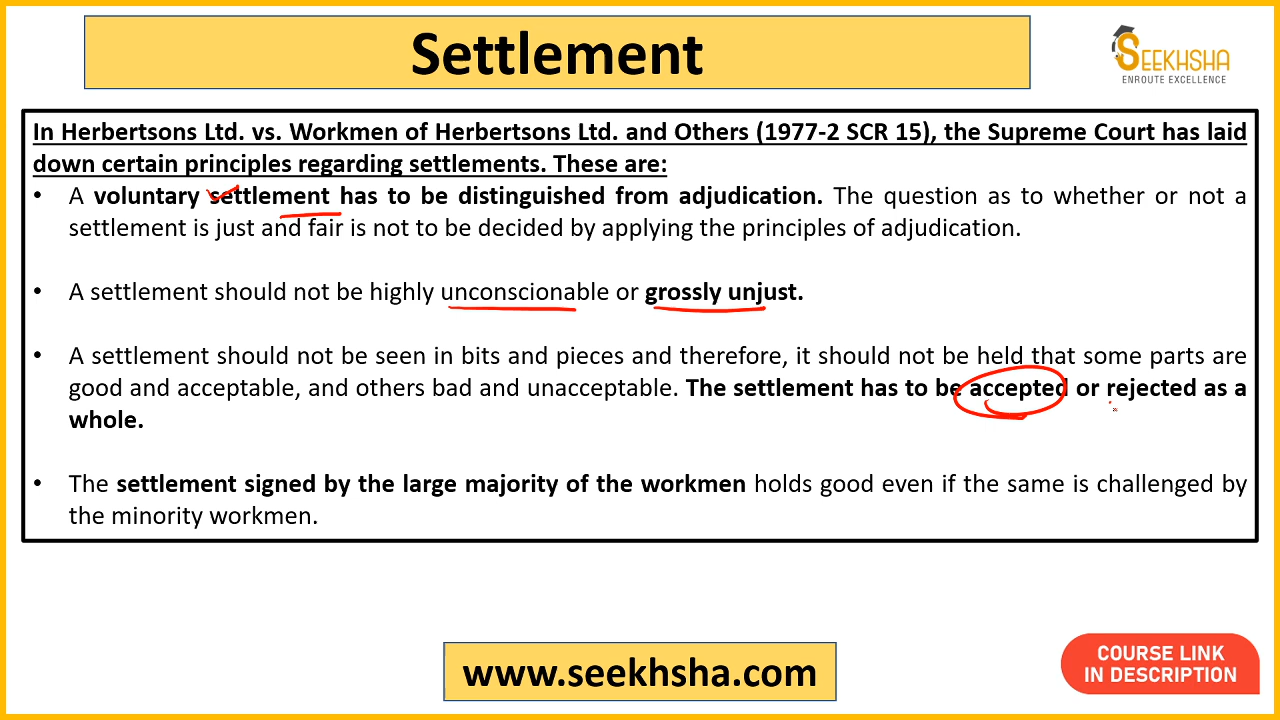 Settlement
SEEKHSHA
ENROUTE EXCELLENCE
In Herbertsons Ltd. vs. Workmen of Herbertsons Ltd. and Others (1977-2 SCR 15), the Supreme Court has laid
down certain principles regarding settlements. These are:
• A voluntary settlement has to be distinguished from adjudication. The question as to whether or not a
settlement is just and fair is not to be decided by applying the principles of adjudication.
• A settlement should not be highly unconscionable or grossly unjust.
• A settlement should not be seen in bits and pieces and therefore, it should not be held that some parts are
good and acceptable, and others bad and unacceptable. The settlement has to be accepted or rejected as a
whole.
• The settlement signed by the large majority of the workmen holds good even if the same is challenged by
the minority workmen.
www.seekhsha.com
COURSE LINK
IN DESCRIPTION